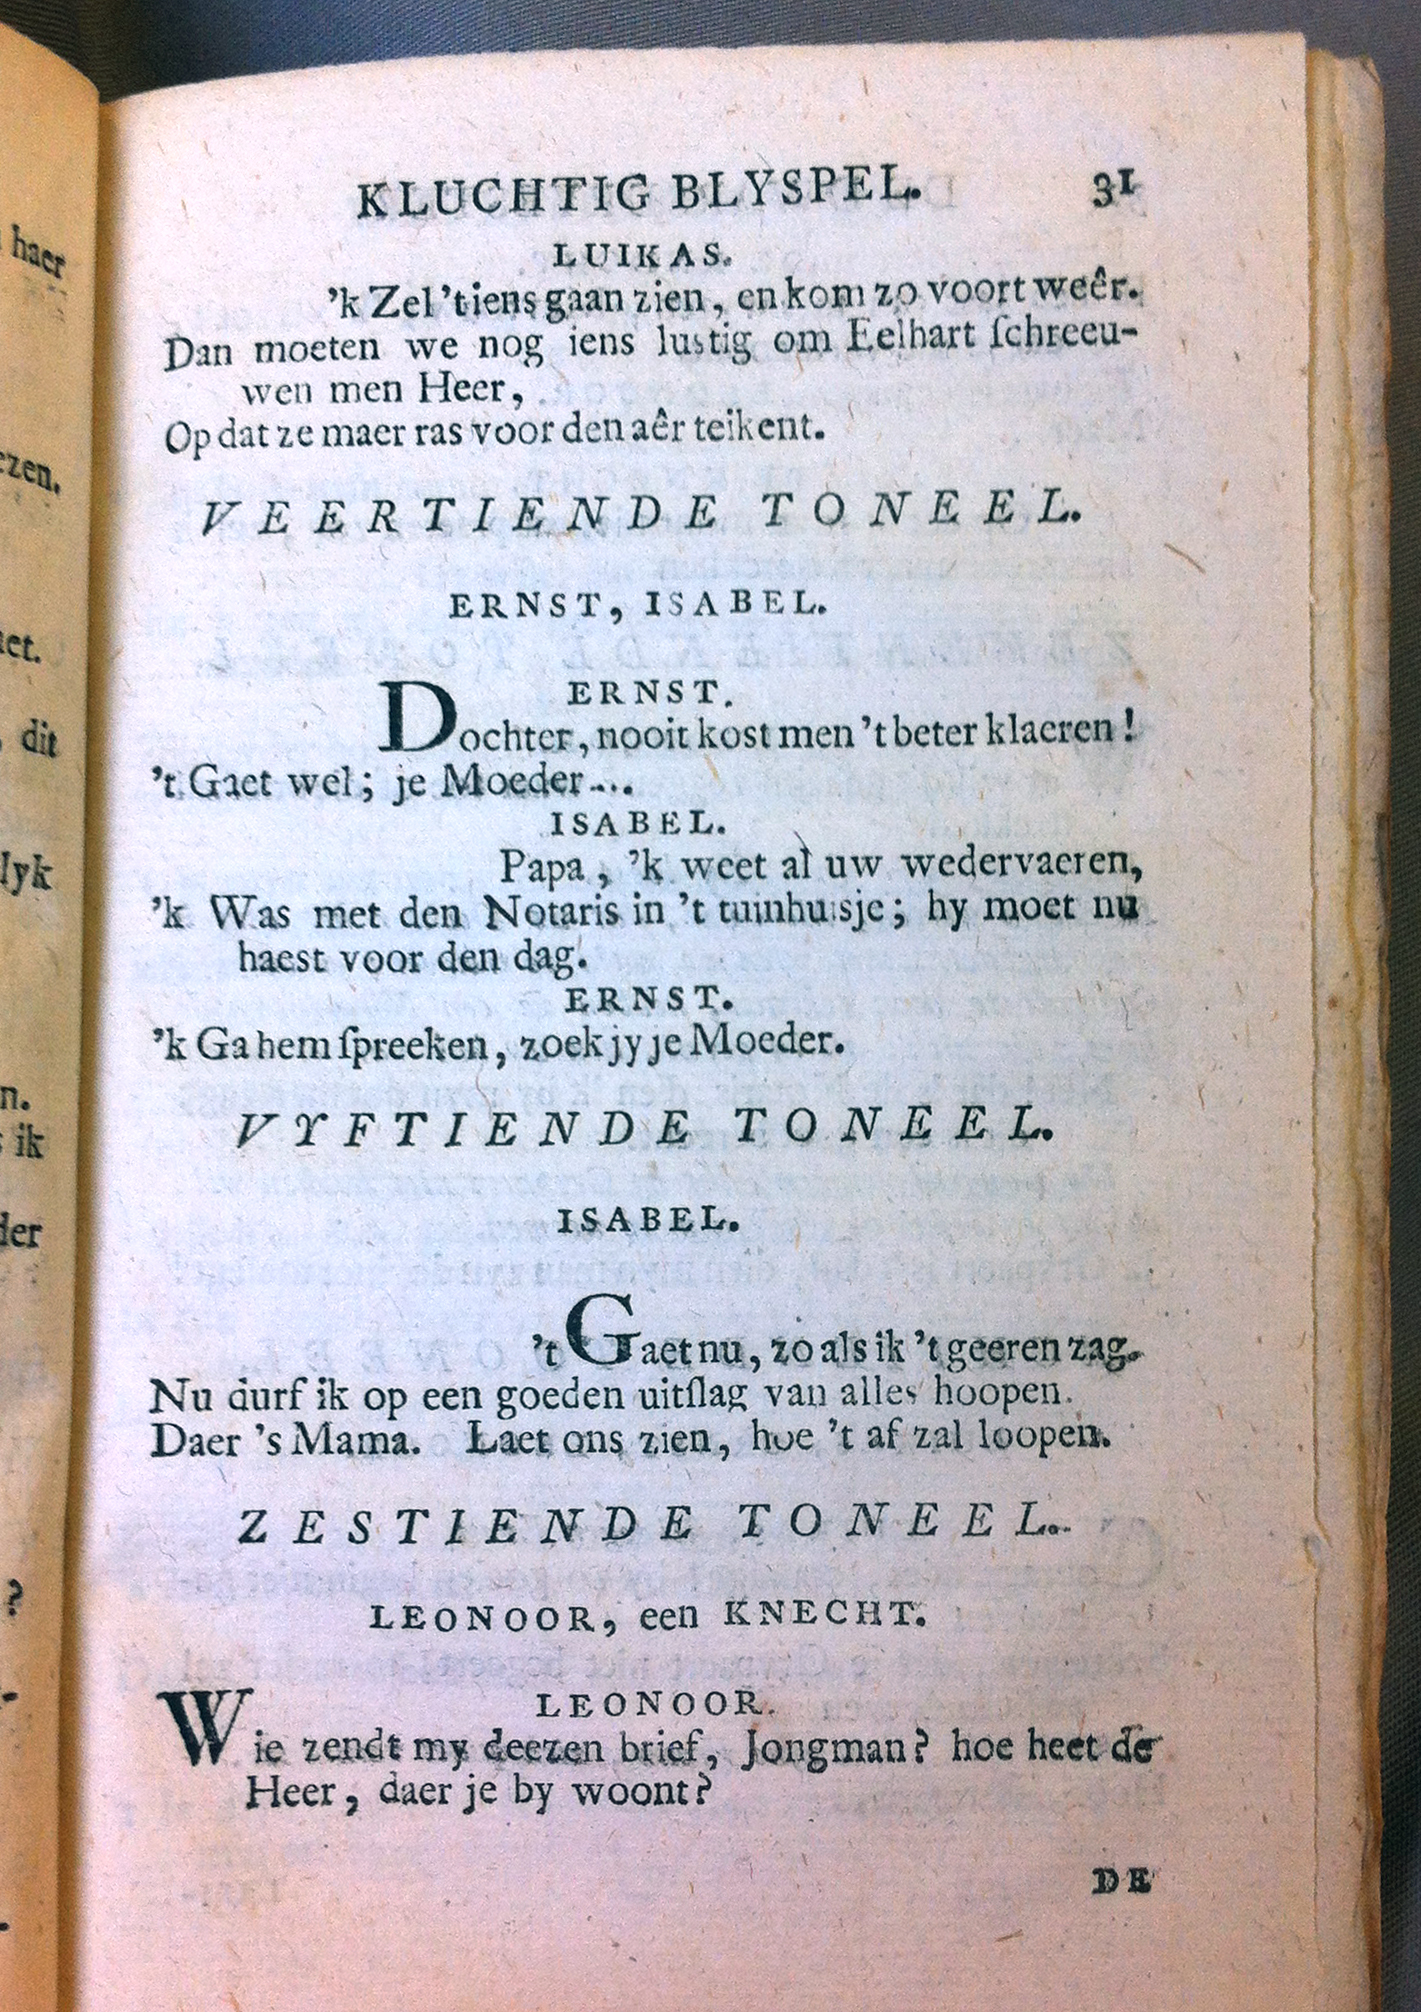 haer
ezen.
dit
lyk
n.
ik
der
?
KLUCHTIG BLYSPEL. 31
LUIKAS.
'k Zel 't iens gaan zien, en kom zo voort weêr.
Dan moeten we nog iens lustig om Eelhart ſchreeu-
wen men Heer,
Op dat ze maer ras voor den aêr teikent.
VEERTIENDE TONEEL.
ERNST, ISABEL.
ERNST.
Dochter, nooit kost men 't beter klaeren!
't Gaet wel; je Moeder....
ISABEL.
Papa, 'k weet al uw wedervaeren,
'k Was met den Notaris in 't tuinhuisje; hy moet nu
haest voor den dag.
ERNST.
'k Ga hem ſpreeken, zoek jy je Moeder.
VYFTIENDE TONEEL.
ISABEL.
't Gaet nu, zo als ik 't geeren zag.
Nu durf ik op een goeden uitſlag van alles hoopen.
Daer 's Mama. Laet ons zien, hoe 't af zal loopen.
ZESTIENDE TONEEL.
LEONOOR, een KNECHT.
LEONOOR.
Wie zendt my deezen brief, Jongman? hoe heet de
Heer, daer je by woont?
DE